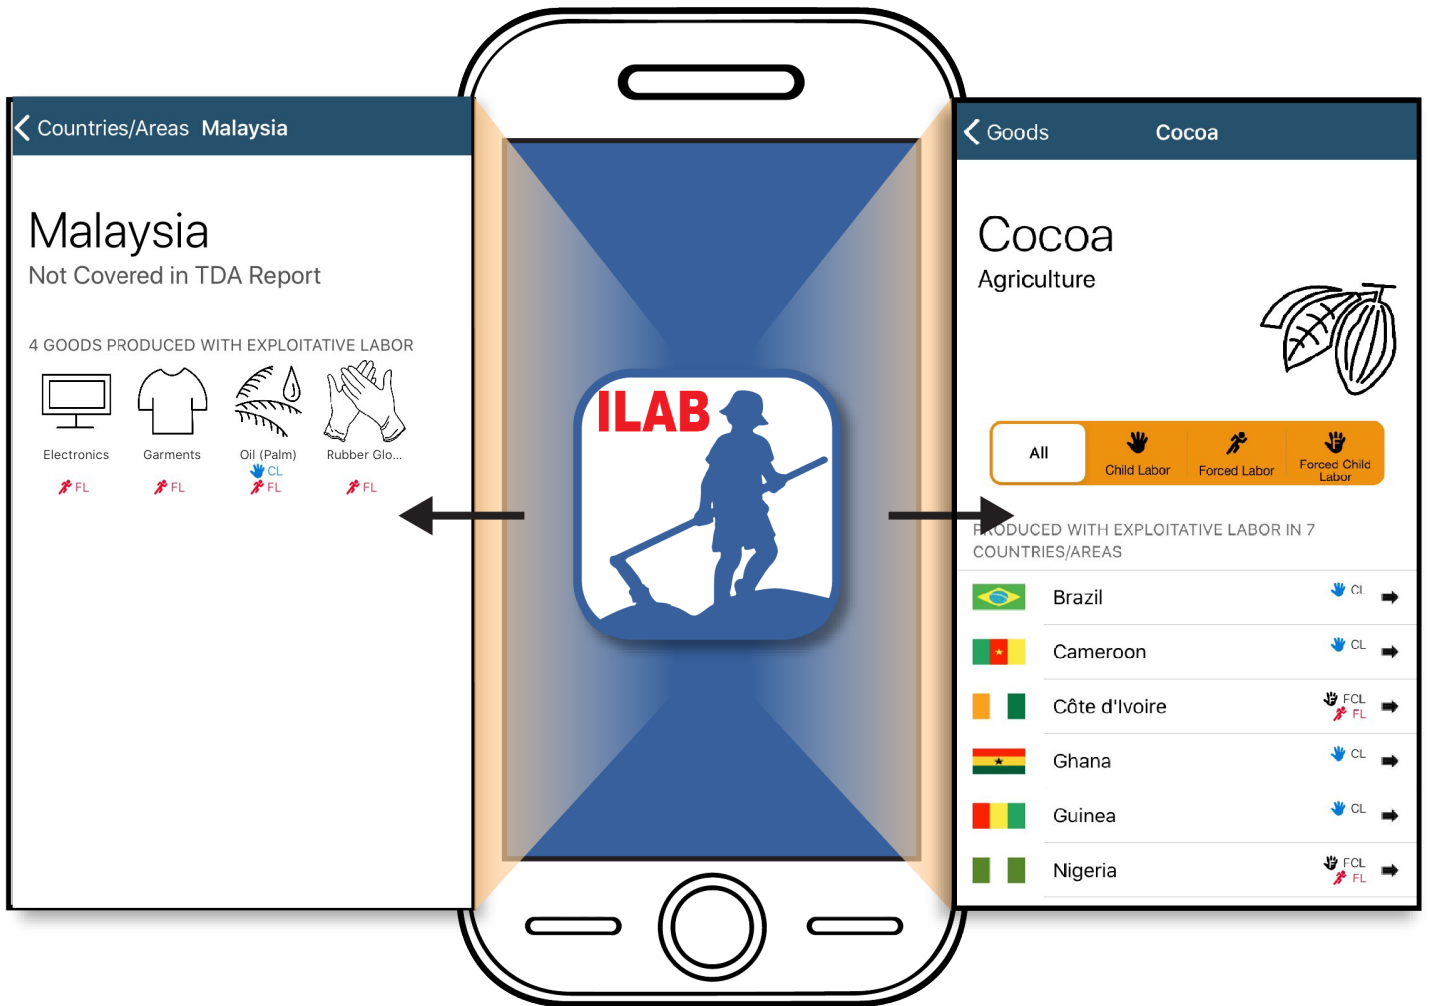 Countries/Areas Malaysia
Malaysia
Not Covered in TDA Report
4 GOODS PRODUCED WITH EXPLOITATIVE LABOR
Electronics
Garments
Oil (Palm)
Rubber Glo...
CL
FL
FL
FL
FL
ILAB
Goods Cocoa
Cocoa
Agriculture
All
Child Labor
Forced Labor
Forced Child
Labor
PRODUCED WITH EXPLOITATIVE LABOR IN 7
COUNTRIES/AREAS
Brazil CL
Cameroon CL
Côte d'Ivoire FCL
FL
Ghana CL
Guinea CL
Nigeria FCL
FL